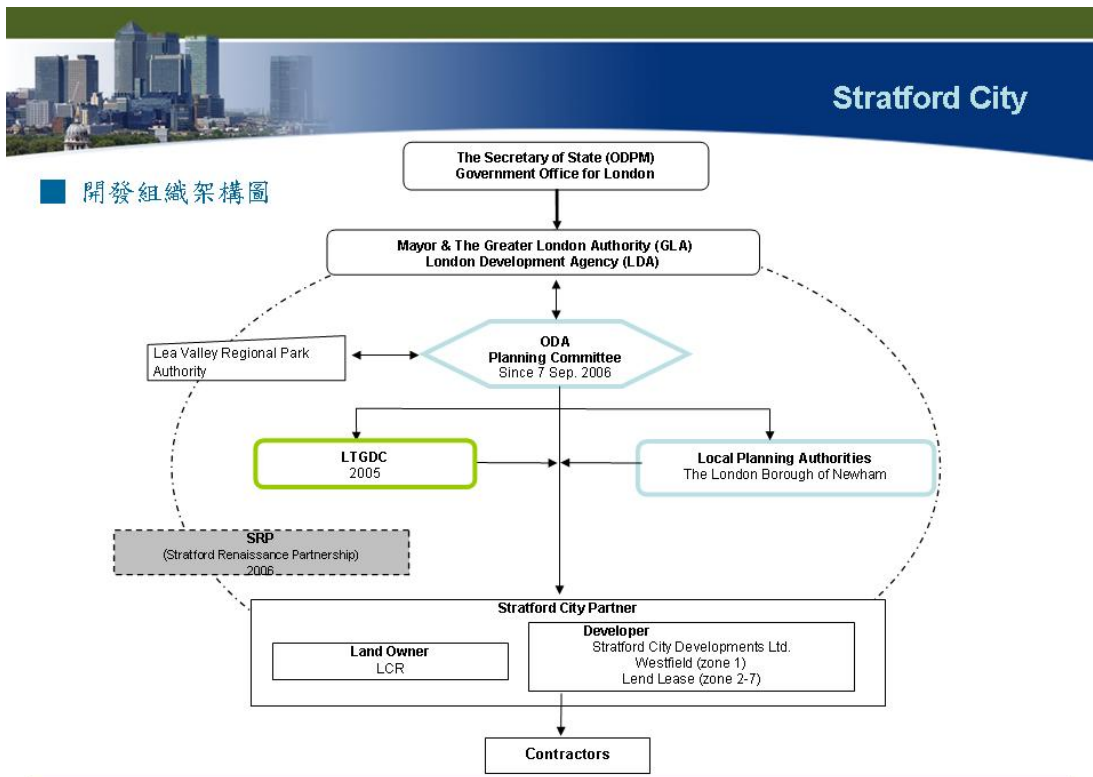 Stratford City
開發組織架構圖
The Secretary of State (ODPM)
Government Office for London
Mayor & The Greater London Authority (GLA)
London Development Agency (LDA)
Lea Valley Regional Park
Authority
ODA
Planning Committee
Since 7 Sep. 2006
LTGDC
2005
Local Planning Authorities
The London Borough of Newham
SRP
(Stratford Renaissance Partnership)
2006
Stratford City Partner
Land Owner
LCR
Developer
Stratford City Developments Ltd.
Westfield (zone 1)
Lend Lease (zone 2-7)
Contractors